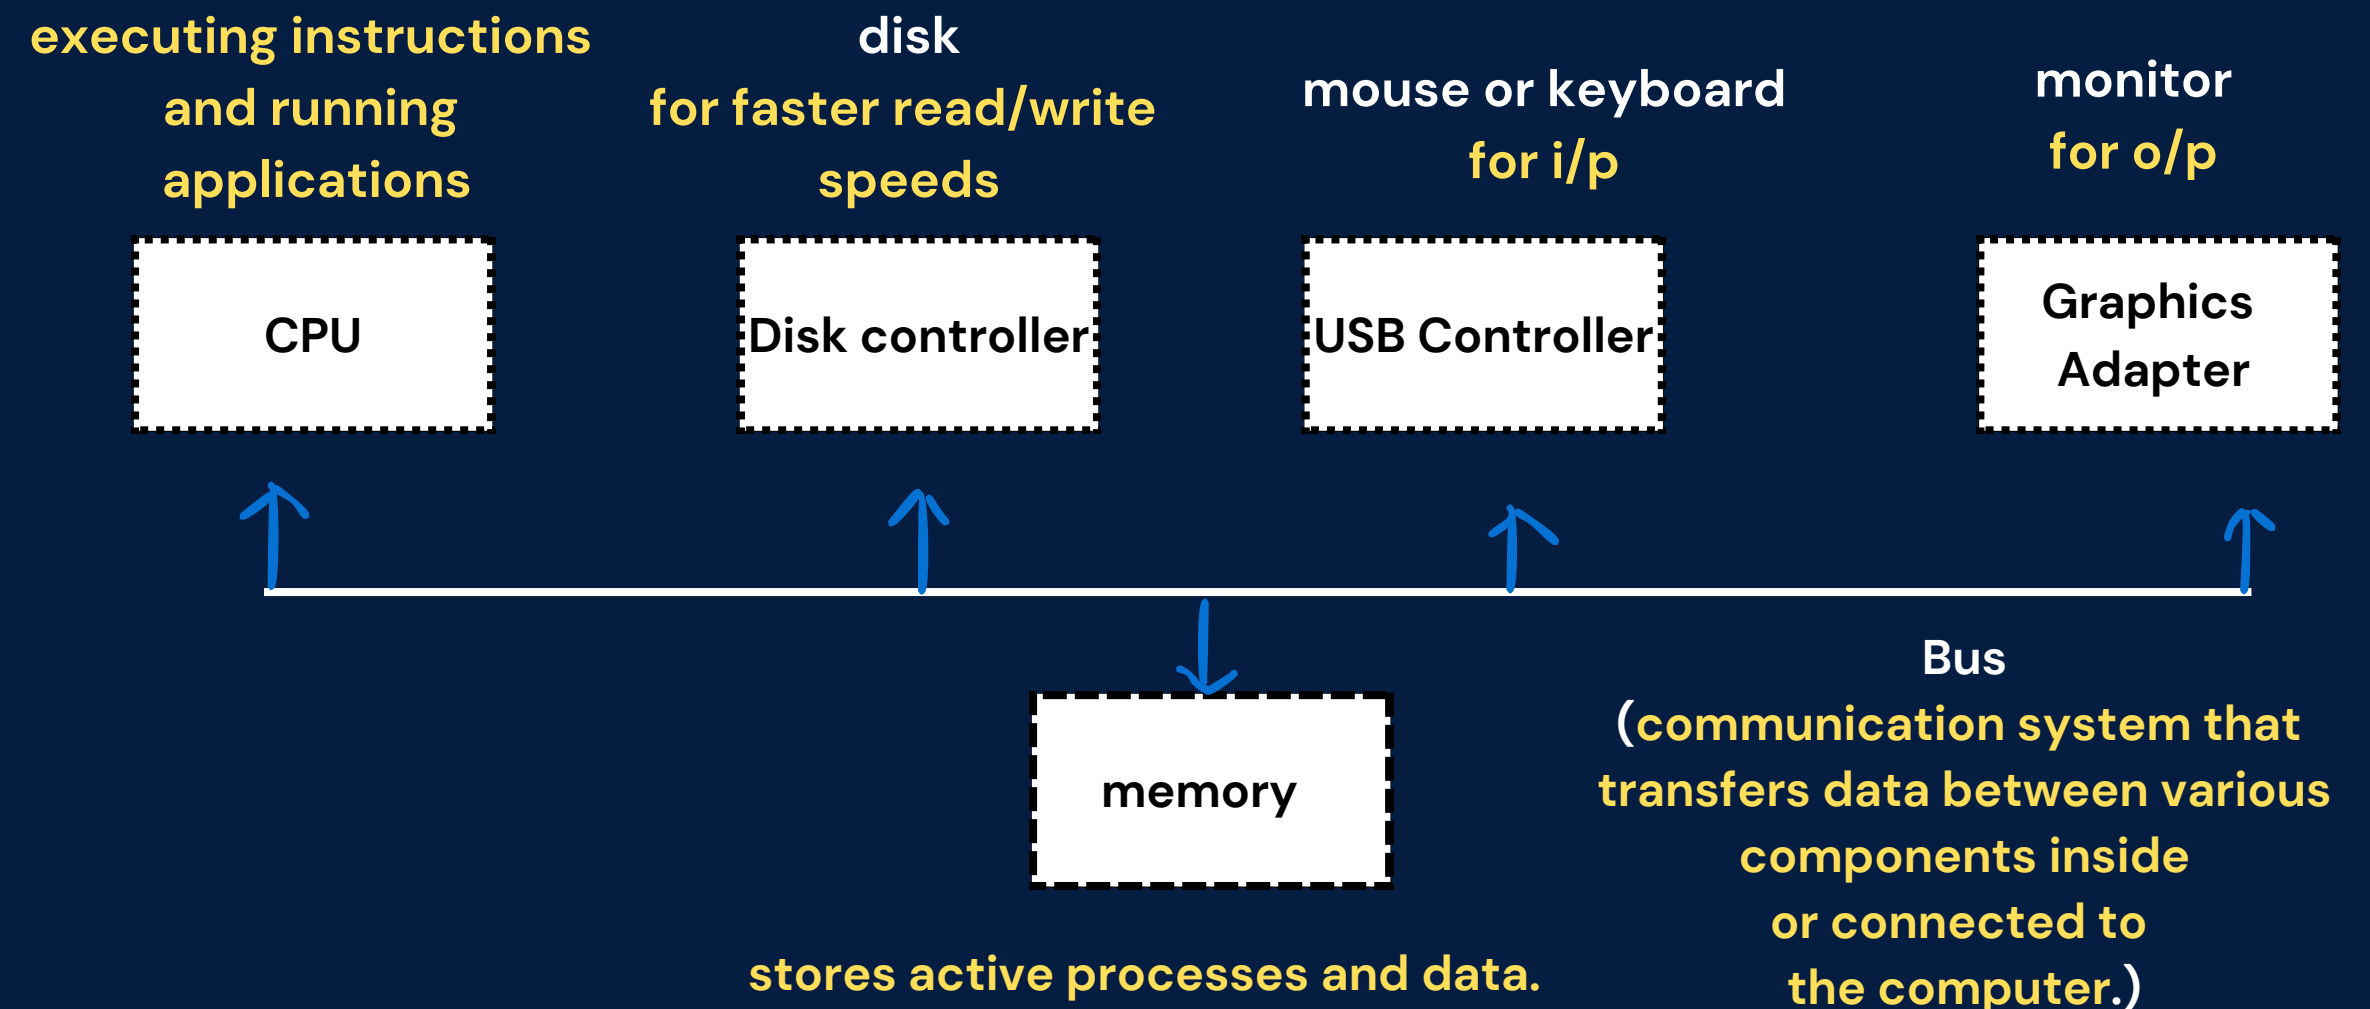 executing instructions
and running
applications
disk
for faster read/write
speeds
mouse or keyboard
for i/p
monitor
for o/p
CPU
Disk controller
USB Controller
Graphics
Adapter
memory
stores active processes and data.
Bus
(communication system that
transfers data between various
components inside
or connected to
the computer.)